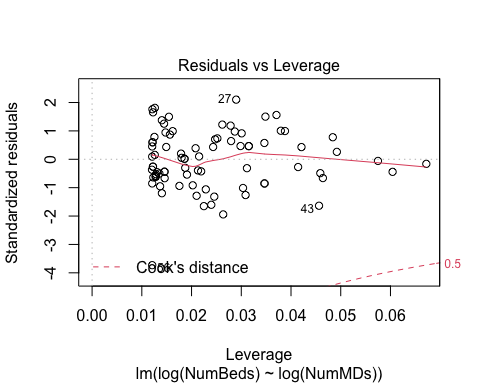 Residuals vs Leverage
Standardized residuals
2
1
0
-1
-2
-3
-4
27
43
Cook's distance
0.5
0.00 0.01 0.02 0.03 0.04 0.05 0.06
Leverage
lm(log(NumBeds) ~ log(NumMDs))